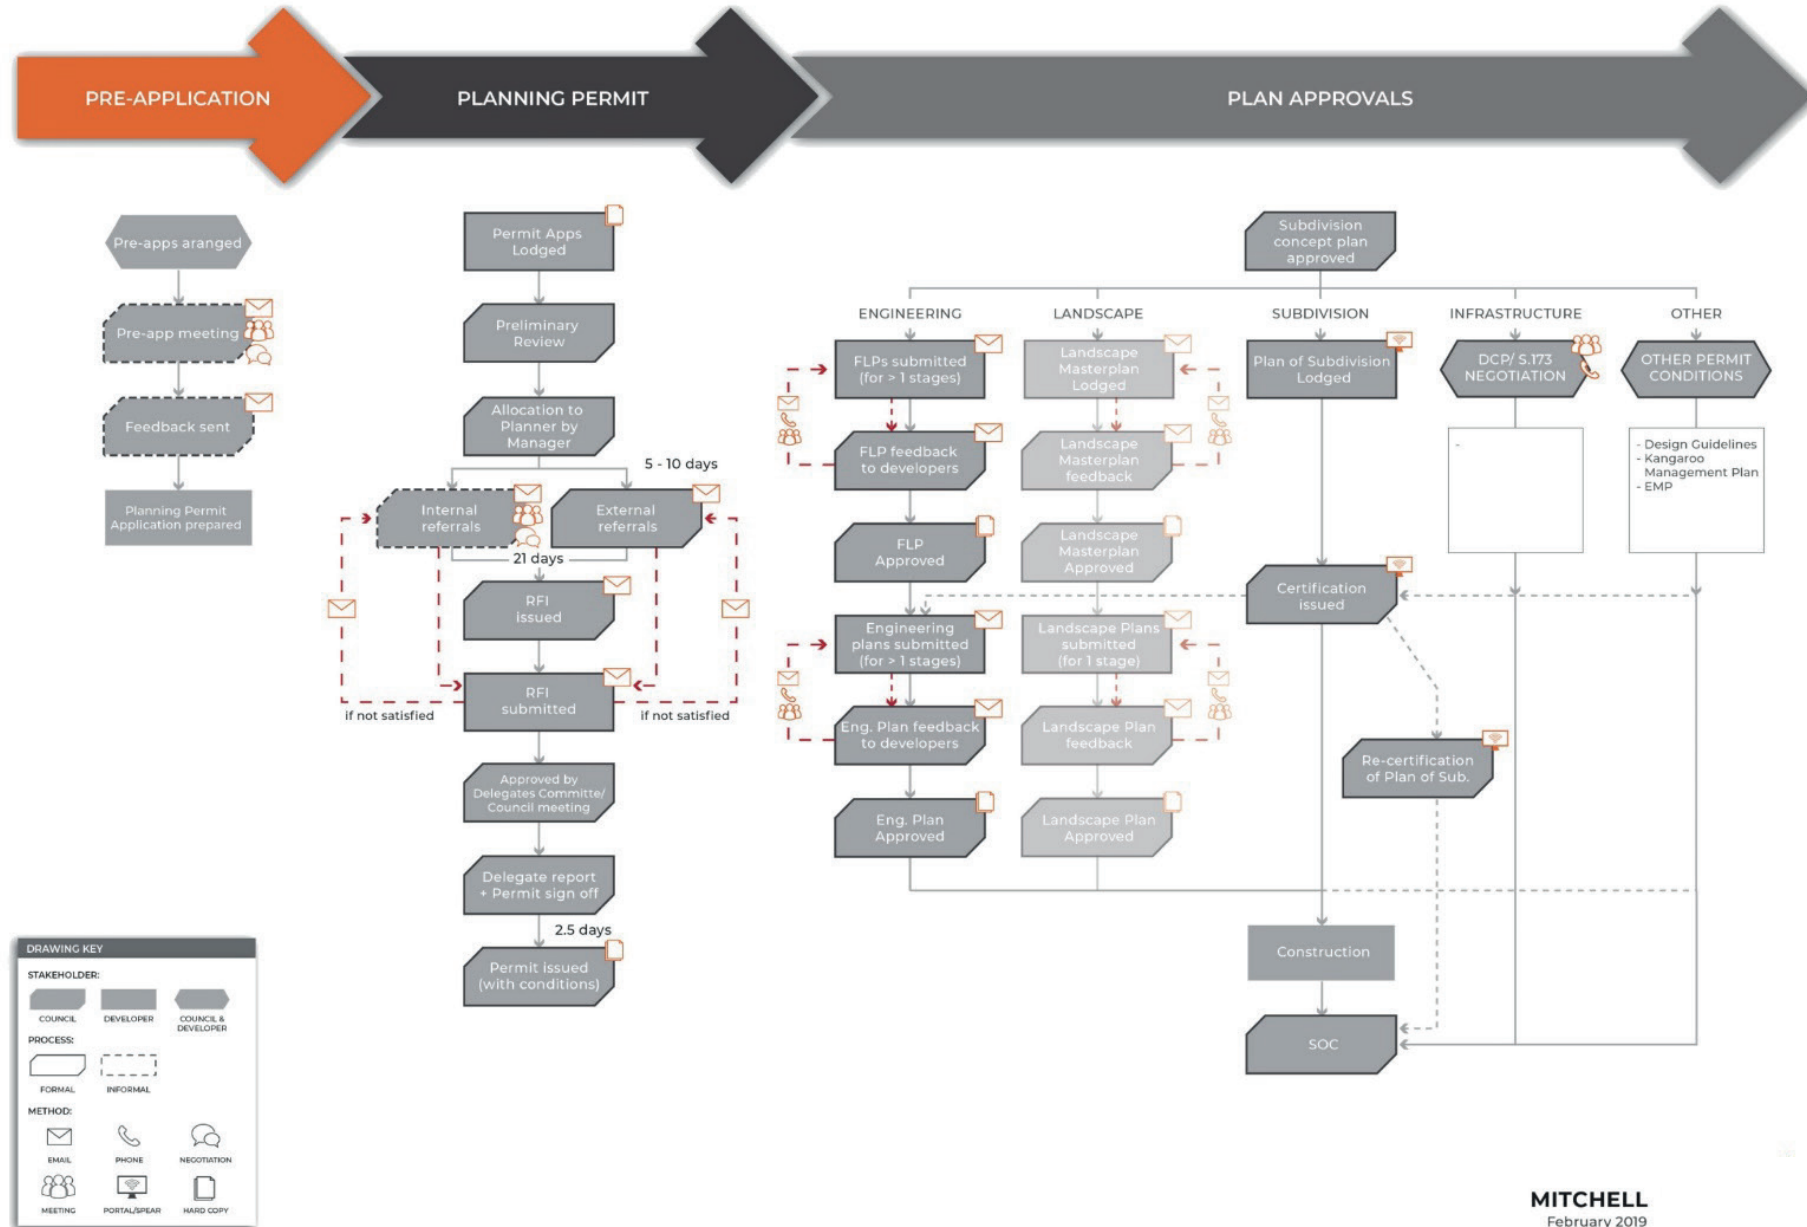 PRE-APPLICATION
PLANNING PERMIT
PLAN APPROVALS
Pre-apps aranged
Pre-app meeting
Feedback sent
Planning Permit
Application prepared
Permit Apps
Lodged
Preliminary
Review
Allocation to
Planner by
Manager
5 - 10 days
Internal
referrals
External
referrals
21 days
RFI
issued
RFI
submitted
if not satisfied
if not satisfied
Approved by
Delegates Committe/
Council meeting
Delegate report
+ Permit sign off
2.5 days
Permit issued
(with conditions)
Subdivision
concept plan
approved
ENGINEERING
LANDSCAPE
SUBDIVISION
INFRASTRUCTURE
OTHER
FLPs submitted
(for > 1 stages)
FLP feedback
to developers
FLP
Approved
Engineering
plans submitted
(for > 1 stages)
Eng. Plan feedback
to developers
Eng. Plan
Approved
Landscape
Masterplan
Lodged
Landscape
Masterplan
feedback
Landscape
Masterplan
Approved
Landscape Plans
submitted
(for 1 stage)
Landscape Plan
feedback
Landscape Plan
Approved
Plan of Subdivision
Lodged
Certification
issued
Re-certification
of Plan of Sub.
Construction
SOC
DCP/ S.173
NEGOTIATION
-
OTHER PERMIT
CONDITIONS
- Design Guidelines
- Kangaroo
Management Plan
- EMP
DRAWING KEY
STAKEHOLDER:
COUNCIL
DEVELOPER
COUNCIL &
DEVELOPER
PROCESS:
FORMAL
INFORMAL
METHOD:
EMAIL
PHONE
NEGOTIATION
MEETING
PORTAL/SPEAR
HARD COPY
MITCHELL
February 2019